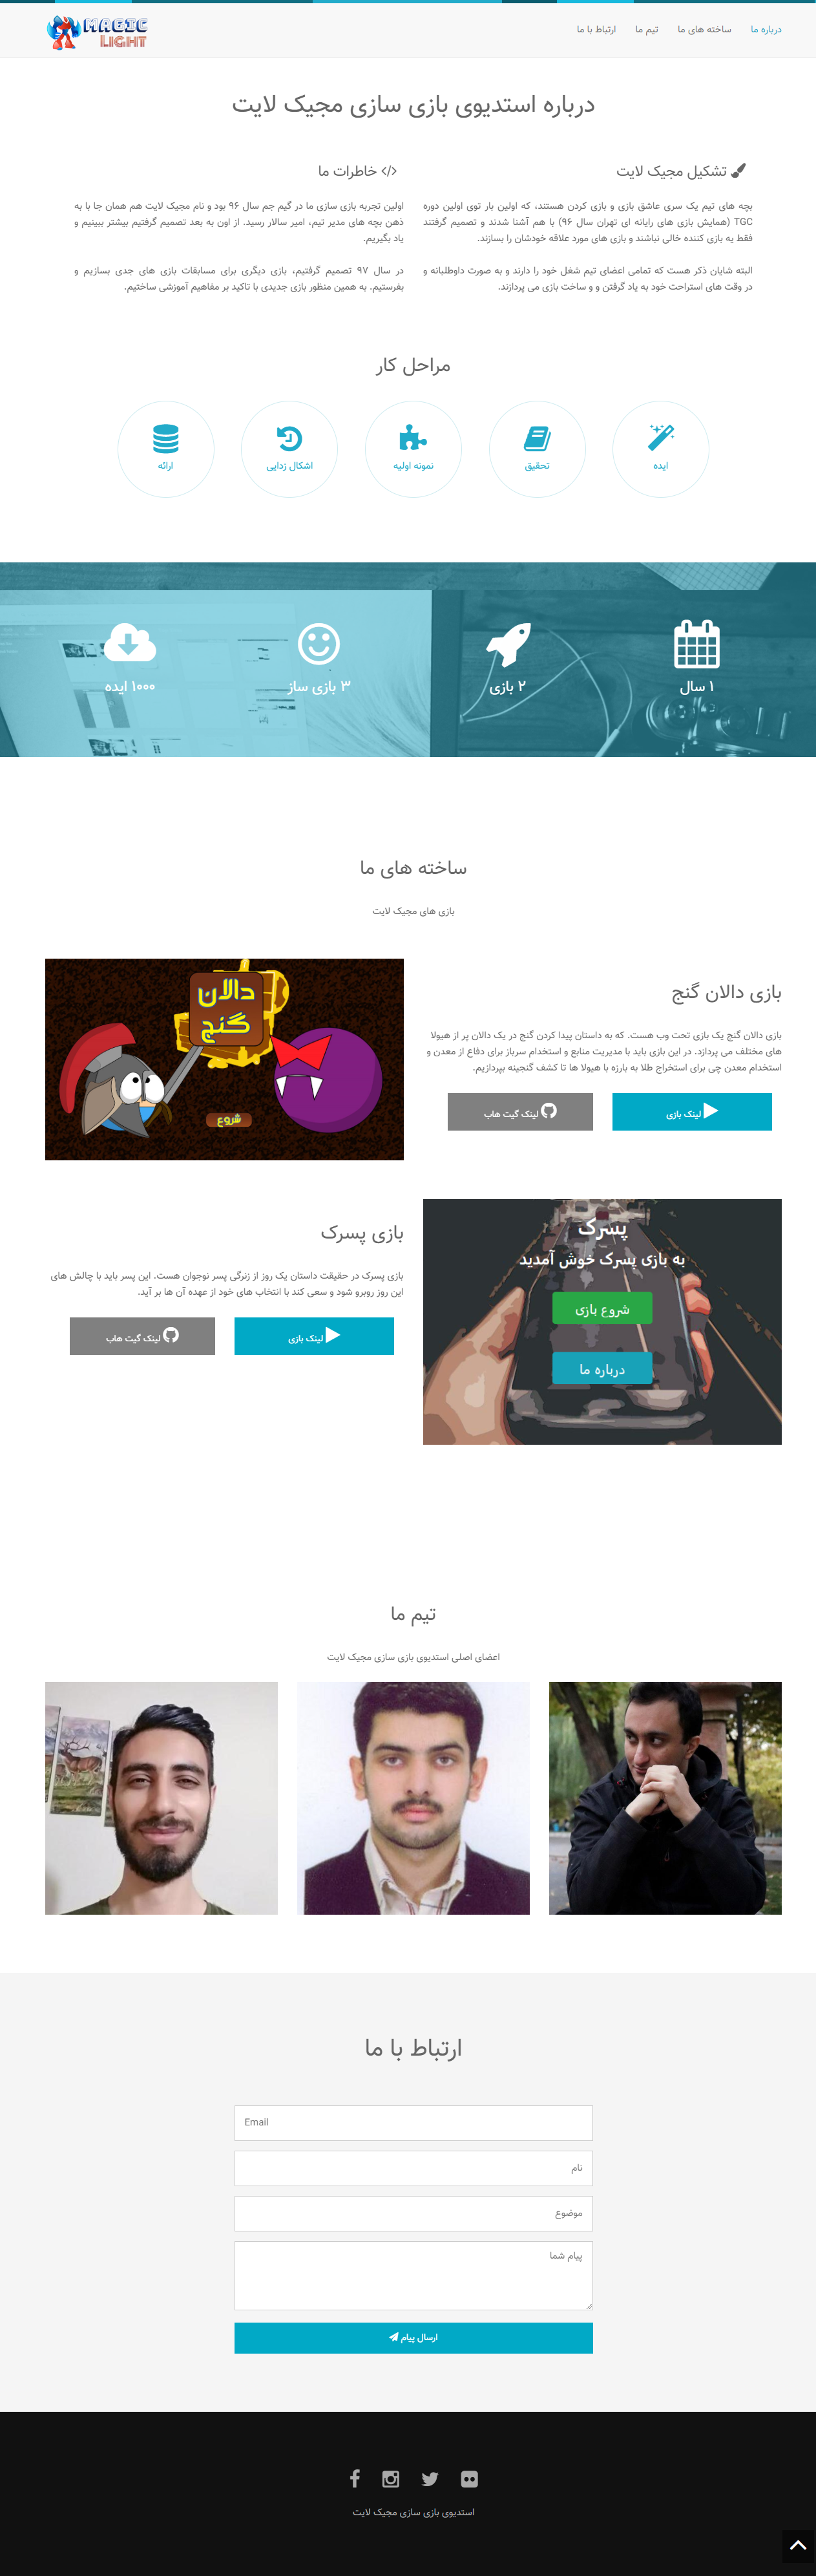 MAGIC
LIGHT
درباره ما
ساخته های ما
تیم ما
ارتباط با ما
درباره استدیوی بازی سازی مجیک لایت
تشکیل مجیک لایت
بچه های تیم یک سری عاشق بازی و بازی کردن هستند، که اولین بار توی اولین دوره
TGC (همایش بازی های رایانه ای تهران سال ۹۶) با هم آشنا شدند و تصمیم گرفتند
فقط یه بازی کننده خالی نباشند و بازی های مورد علاقه خودشان را بسازند.
البته شایان ذکر هست که تمامی اعضای تیم شغل خود را دارند و به صورت داوطلبانه و
در وقت های استراحت خود به یاد گرفتن و و ساخت بازی می پردازند.
خاطرات ما
اولین تجربه بازی سازی ما در گیم جم سال ۹۶ بود و نام مجیک لایت هم همان جا با به
ذهن بچه های مدیر تیم، امیر سالار رسید. از اون به بعد تصمیم گرفتیم بیشتر ببینیم و
یاد بگیریم.
در سال ۹۷ تصمیم گرفتیم، بازی دیگری برای مسابقات بازی های جدی بسازیم و
بفرستیم. به همین منظور بازی جدیدی با تاکید بر مفاهیم آموزشی ساختیم.
مراحل کار
ایده
تحقیق
نمونه اولیه
اشکال زدایی
ارائه
۱ سال
۲ بازی
۳ بازی ساز
۱۰۰۰ ایده
ساخته های ما
بازی های مجیک لایت
بازی دالان گنج
بازی دالان گنج یک بازی تحت وب هست. که به داستان پیدا کردن گنج در یک دالان پر از هیولا
های مختلف می پردازد. در این بازی باید با مدیریت منابع و استخدام سرباز برای دفاع از معدن و
استخدام معدن چی برای استخراج طلا به بارزه با هیولا ها تا کشف گنجینه بپردازیم.
لینک بازی
لینک گیت هاب
دالان
گنج
شروع
پسرک
به بازی پسرک خوش آمدید
شروع بازی
درباره ما
بازی پسرک
بازی پسرک در حقیقت داستان یک روز از زنرگی پسر نوجوان هست. این پسر باید با چالش های
این روز روبرو شود و سعی کند با انتخاب های خود از عهده آن ها بر آید.
لینک بازی
لینک گیت هاب
تیم ما
اعضای اصلی استدیوی بازی سازی مجیک لایت
ارتباط با ما
Email
نام
موضوع
پیام شما
ارسال پیام
استدیوی بازی سازی مجیک لایت